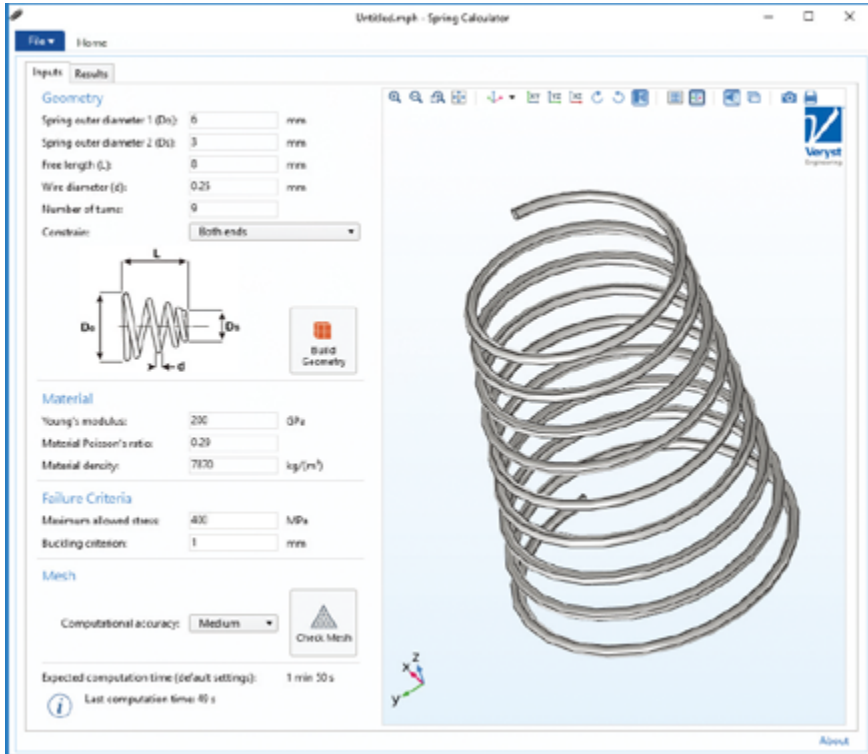 Untitled.mph - Spring Calculator
File Home
Inputs Results
Geometry
Spring outer diameter 1 (Do): 6 mm
Spring outer diameter 2 (Ds): 3 mm
Free length (L): 8 mm
Wire diameter (d): 0.25 mm
Number of turns: 9
Constrain: Both ends
L
Do
Ds
d
Build Geometry
Material
Young's modulus: 200 GPa
Material Poisson's ratio: 0.29
Material density: 7870 kg/(m³)
Failure Criteria
Maximum allowed stress: 400 MPa
Buckling criterion: 1 mm
Mesh
Computational accuracy: Medium
Check Mesh
Expected computation time (default settings): 1 min 30 s
Last computation time: 49 s
Veryst
Engineering
z
x
y
About